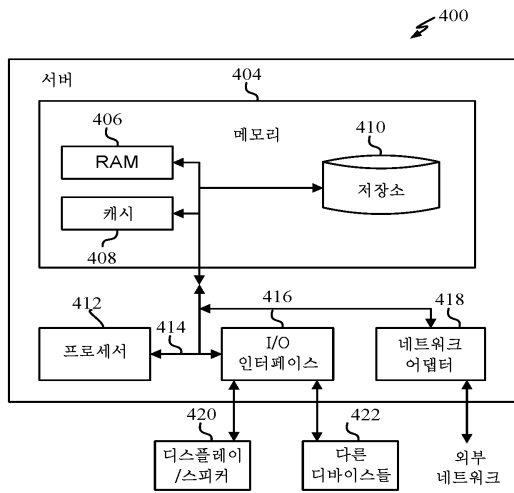 400
서버
404
메모리
406
RAM
410
저장소
캐시
408
412
프로세서
414
416
I/O
인터페이스
418
네트워크
어댑터
420
디스플레이
/스피커
422
다른
디바이스들
외부
네트워크